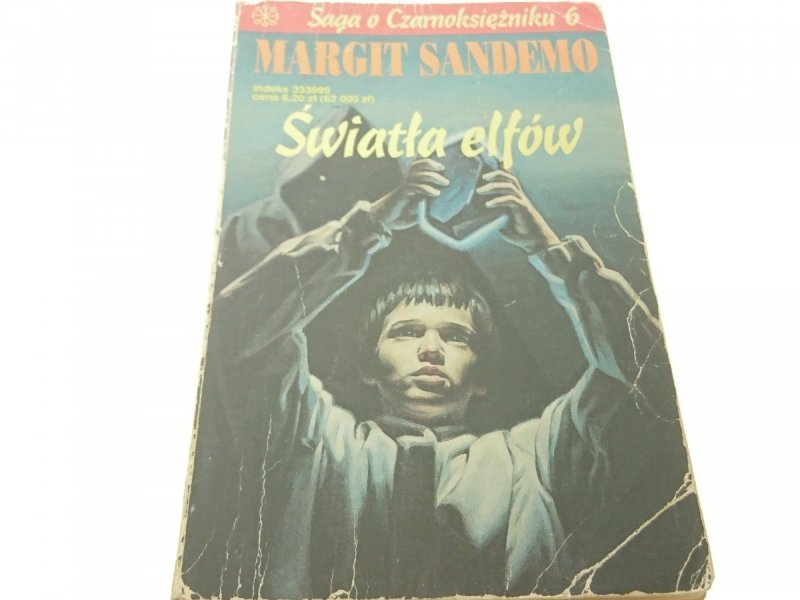 Saga o Czarnoksiężniku 6
MARGIT SANDEMO
indeks 333999
cena 6,20 zł (62 000 zł)
Światła elfów